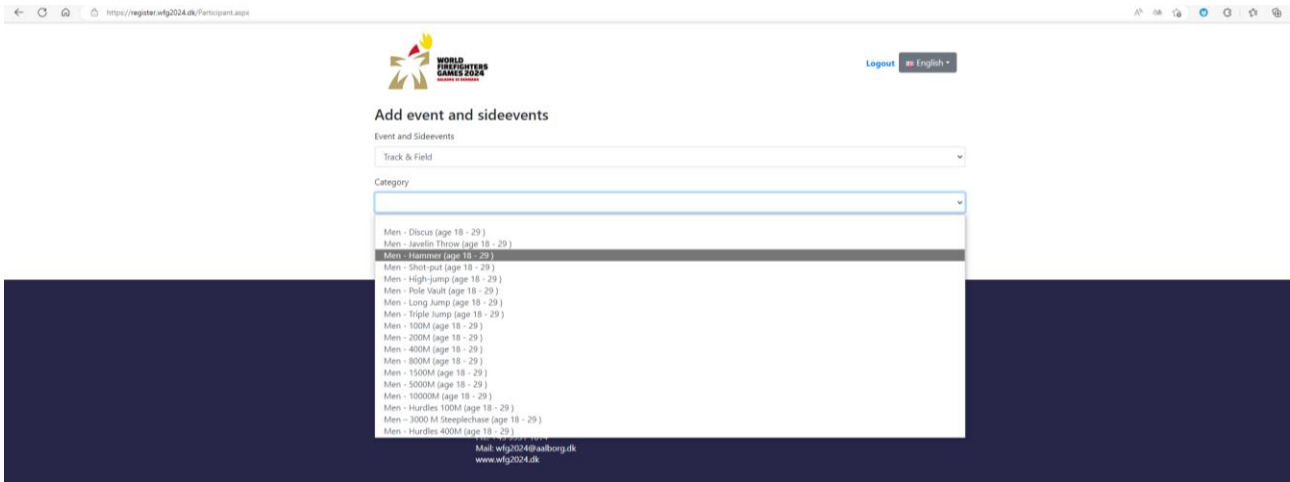 https://register.wfg2024.dk/Participant.aspx
WORLD
FIREFIGHTERS
GAMES 2024
Logout English
Add event and sideevents
Event and Sideevents
Track & Field
Category
Men - Discus (age 18 - 29 )
Men - Javelin Throw (age 18 - 29 )
Men - Hammer (age 18 - 29 )
Men - Shot-put (age 18 - 29 )
Men - High-jump (age 18 - 29 )
Men - Pole Vault (age 18 - 29 )
Men - Long Jump (age 18 - 29 )
Men - Triple Jump (age 18 - 29 )
Men - 100M (age 18 - 29 )
Men - 200M (age 18 - 29 )
Men - 400M (age 18 - 29 )
Men - 800M (age 18 - 29 )
Men - 1500M (age 18 - 29 )
Men - 5000M (age 18 - 29 )
Men - 10000M (age 18 - 29 )
Men - Hurdles 100M (age 18 - 29 )
Men – 3000 M Steeplechase (age 18 - 29 )
Men - Hurdles 400M (age 18 - 29 )
Mail: wfg2024@aalborg.dk
www.wfg2024.dk